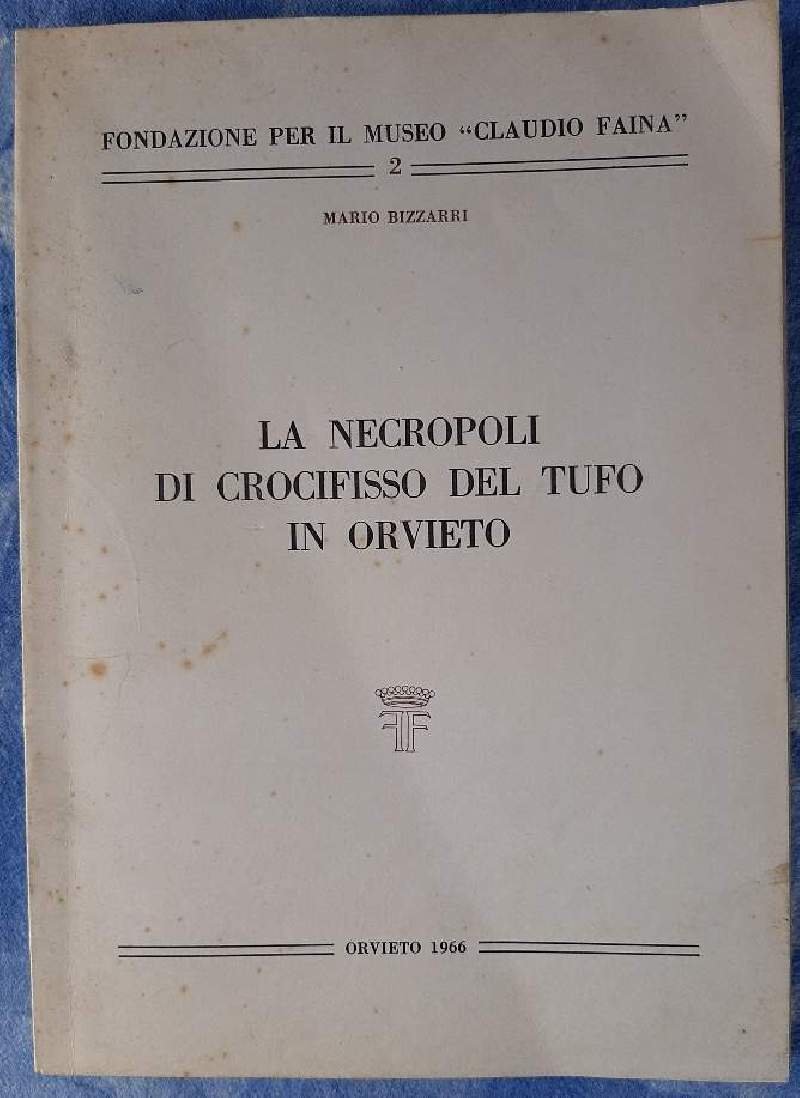 FONDAZIONE PER IL MUSEO “CLAUDIO FAINA”
2
MARIO BIZZARRI
LA NECROPOLI
DI CROCIFISSO DEL TUFO
IN ORVIETO
FF
ORVIETO 1966